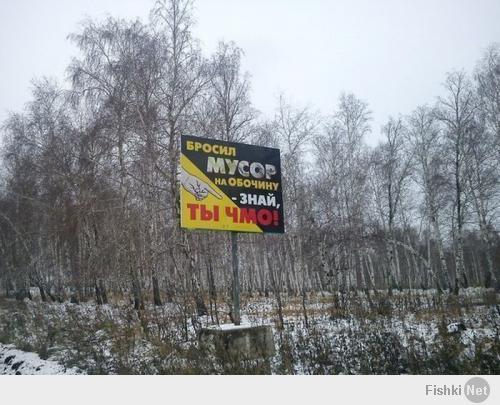 БРОСИЛ
МУСОР
НА ОБОЧИНУ
- ЗНАЙ,
ТЫ ЧМО!
Fishki Net